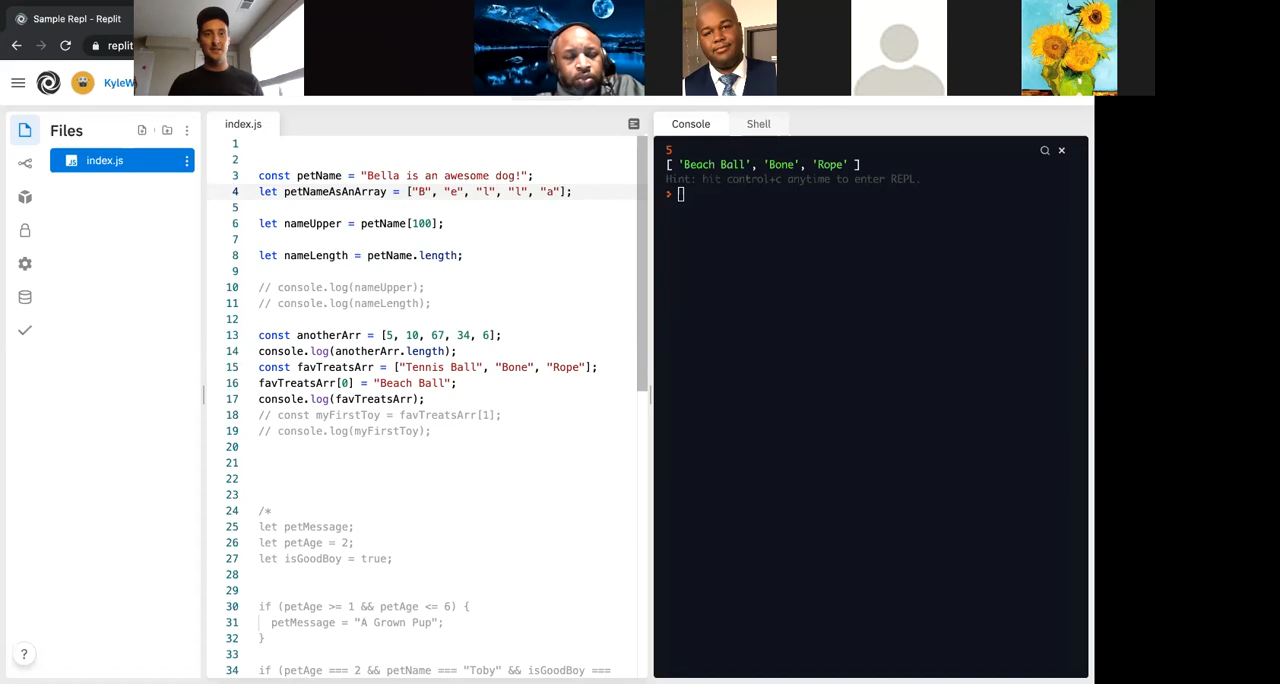 Sample Repl - Replit
replit
KyleW
Files
index.js
index.js
Console
Shell
1
2
3 const petName = "Bella is an awesome dog!";
4 let petNameAsAnArray = ["B", "e", "l", "l", "a"];
5
6 let nameUpper = petName[100];
7
8 let nameLength = petName.length;
9
10 // console.log(nameUpper);
11 // console.log(nameLength);
12
13 const anotherArr = [5, 10, 67, 34, 6];
14 console.log(anotherArr.length);
15 const favTreatsArr = ["Tennis Ball", "Bone", "Rope"];
16 favTreatsArr[0] = "Beach Ball";
17 console.log(favTreatsArr);
18 // const myFirstToy = favTreatsArr[1];
19 // console.log(myFirstToy);
20
21
22
23
24 /*
25 let petMessage;
26 let petAge = 2;
27 let isGoodBoy = true;
28
29
30 if (petAge >= 1 && petAge <= 6) {
31 petMessage = "A Grown Pup";
32 }
33
34 if (petAge === 2 && petName === "Toby" && isGoodBoy ===
5
[ 'Beach Ball', 'Bone', 'Rope' ]
Hint: hit control+c anytime to enter REPL.
>
?